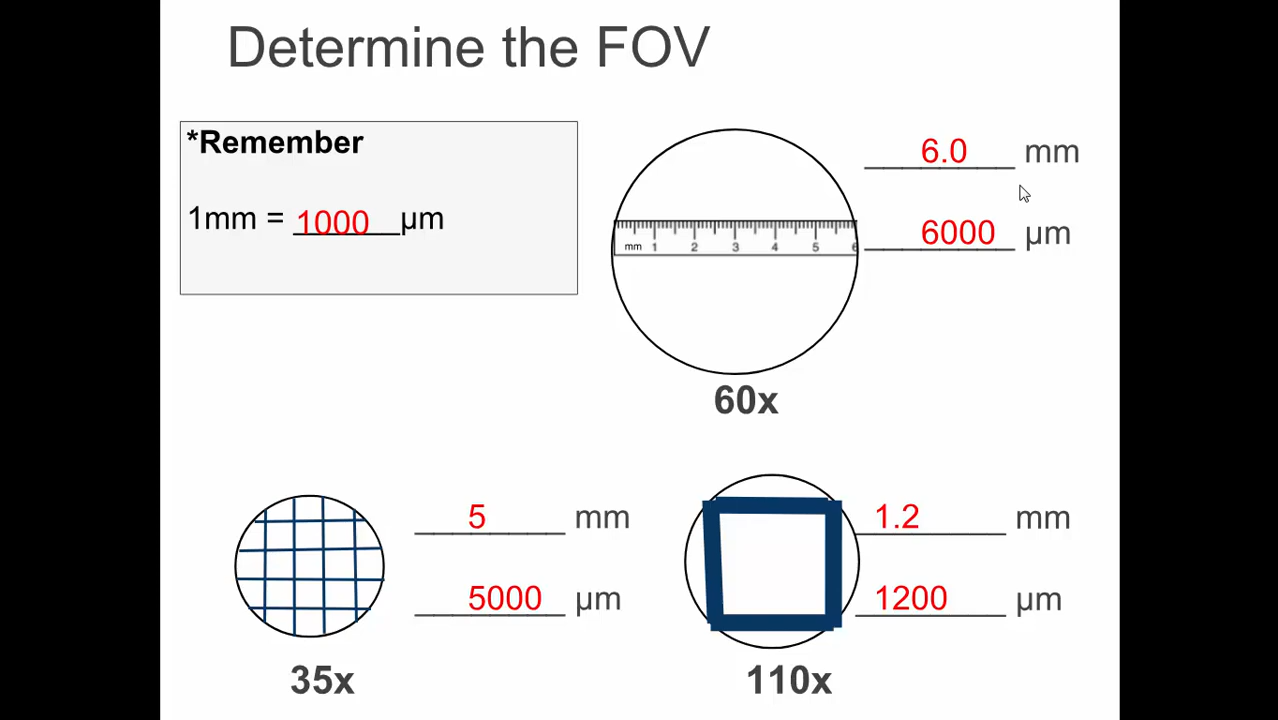 Determine the FOV
*Remember
1mm = 1000 µm
6.0 mm
6000 µm
mm 1 2 3 4 5 6
60x
5 mm
5000 µm
35x
1.2 mm
1200 µm
110x